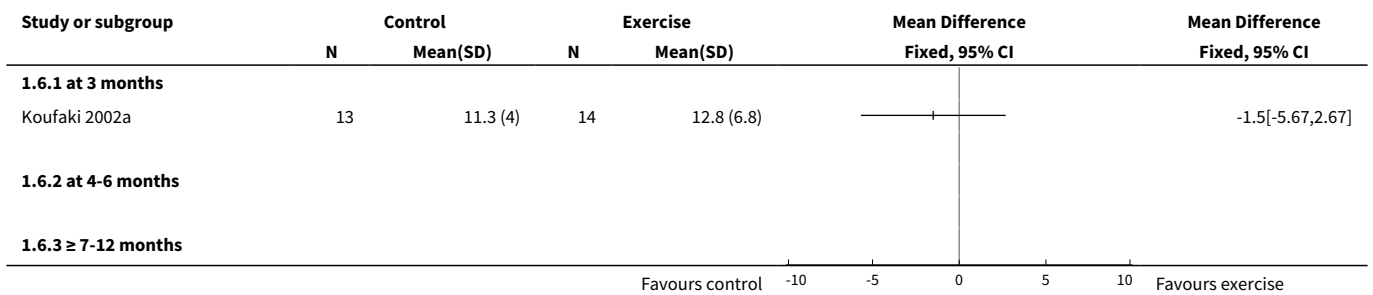 Study or subgroup Control Exercise Mean Difference Mean Difference
N Mean(SD) N Mean(SD) Fixed, 95% CI Fixed, 95% CI
1.6.1 at 3 months
Koufaki 2002a 13 11.3 (4) 14 12.8 (6.8) -1.5[-5.67,2.67]
1.6.2 at 4-6 months
1.6.3 ≥ 7-12 months
Favours control -10 -5 0 5 10 Favours exercise